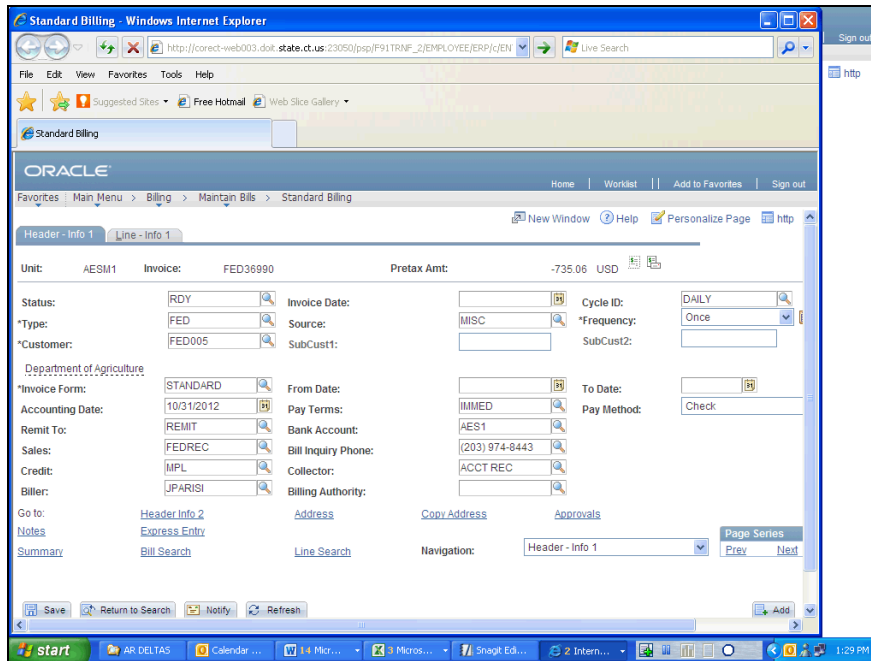 Standard Billing - Windows Internet Explorer
http://corect-web003.doit.state.ct.us:23050/psp/F91TRNF_2/EMPLOYEE/ERP/c/EN Live Search
File Edit View Favorites Tools Help
Suggested Sites Free Hotmail Web Slice Gallery
Standard Billing
Sign out
http
ORACLE
Home Worklist Add to Favorites Sign out
Favorites Main Menu > Billing > Maintain Bills > Standard Billing
New Window Help Personalize Page http
Header - Info 1 Line - Info 1
Unit: AESM1 Invoice: FED36990 Pretax Amt: -735.06 USD
Status: RDY Invoice Date: Cycle ID: DAILY
*Type: FED Source: MISC *Frequency: Once
*Customer: FED005 SubCust1: SubCust2:
Department of Agriculture
*Invoice Form: STANDARD From Date: To Date:
Accounting Date: 10/31/2012 Pay Terms: IMMED Pay Method: Check
Remit To: REMIT Bank Account: AES1
Sales: FEDREC Bill Inquiry Phone: (203) 974-8443
Credit: MPL Collector: ACCT REC
Biller: JPARISI Billing Authority:
Go to: Header Info 2 Address Copy Address Approvals
Notes Express Entry Page Series
Summary Bill Search Line Search Navigation: Header - Info 1 Prev Next
Save Return to Search Notify Refresh Add
start AR DELTAS Calendar ... 14 Micr... 3 Micros... Snagit Edi... 2 Intern... 1:29 PM